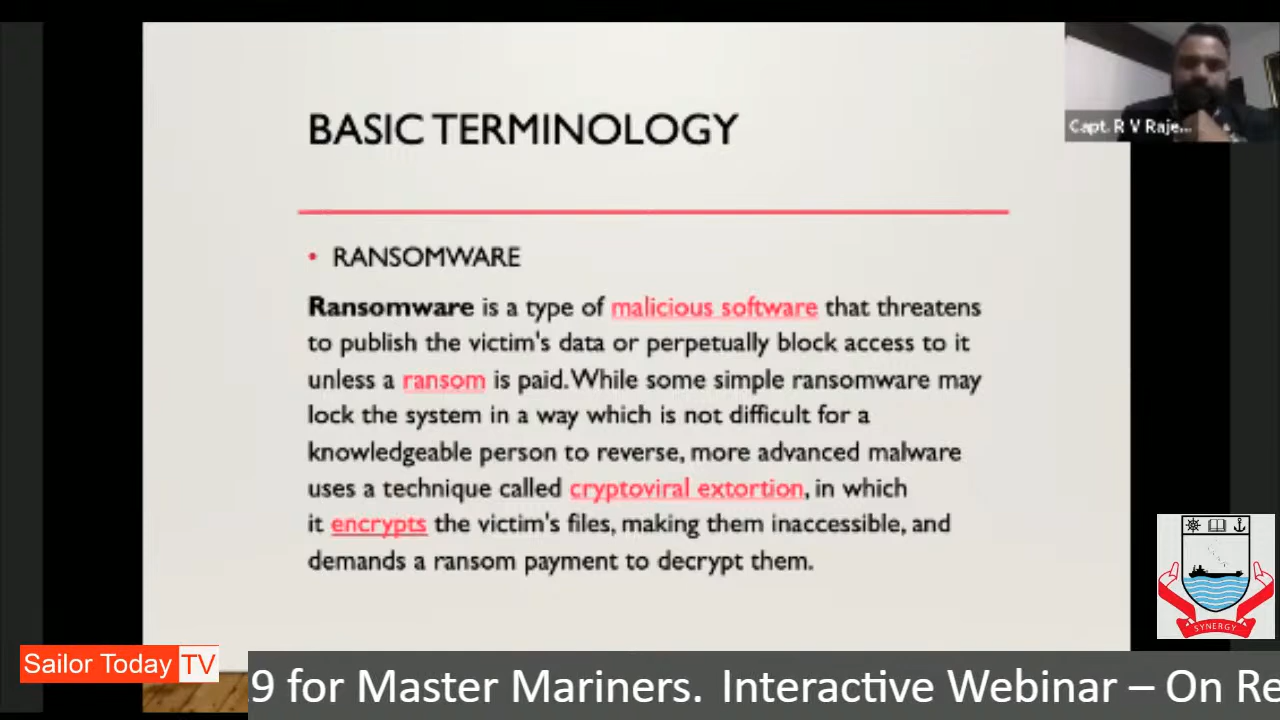 BASIC TERMINOLOGY
Capt. R V Raje...
• RANSOMWARE
Ransomware is a type of malicious software that threatens
to publish the victim's data or perpetually block access to it
unless a ransom is paid. While some simple ransomware may
lock the system in a way which is not difficult for a
knowledgeable person to reverse, more advanced malware
uses a technique called cryptoviral extortion, in which
it encrypts the victim's files, making them inaccessible, and
demands a ransom payment to decrypt them.
SYNERGY
Sailor Today TV
9 for Master Mariners. Interactive Webinar – On Re